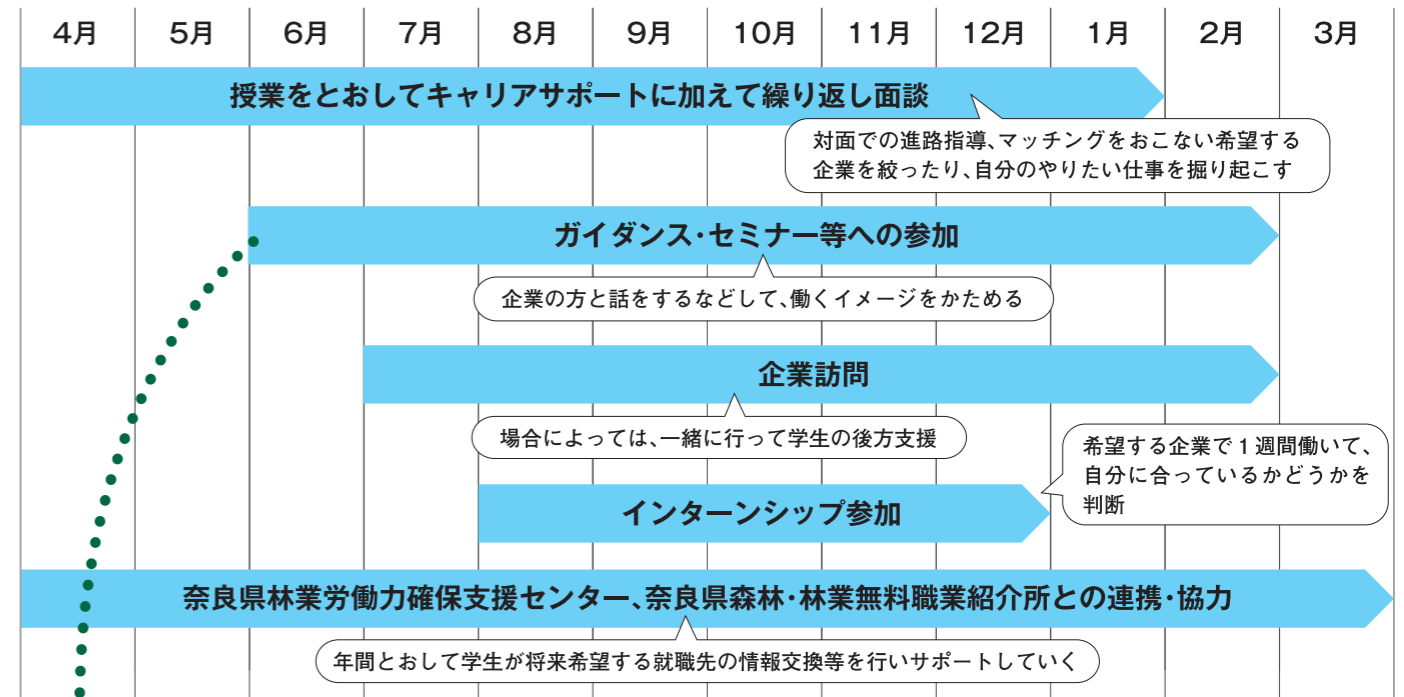 4月 5月 6月 7月 8月 9月 10月 11月 12月 1月 2月 3月
授業をとおしてキャリアサポートに加えて繰り返し面談
対面での進路指導、マッチングをおこない希望する
企業を絞ったり、自分のやりたい仕事を掘り起こす
ガイダンス・セミナー等への参加
企業の方と話をするなどして、働くイメージをかためる
企業訪問
場合によっては、一緒に行って学生の後方支援
希望する企業で1週間働いて、
自分に合っているかどうかを
判断
インターンシップ参加
奈良県林業労働力確保支援センター、奈良県森林・林業無料職業紹介所との連携・協力
年間とおして学生が将来希望する就職先の情報交換等を行いサポートしていく